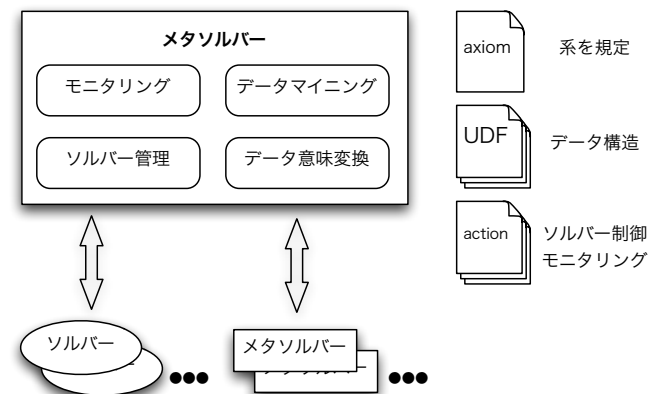 メタソルバー
モニタリング
データマイニング
ソルバー管理
データ意味変換
axiom
系を規定
UDF
データ構造
action
ソルバー制御
モニタリング
ソルバー
メタソルバー